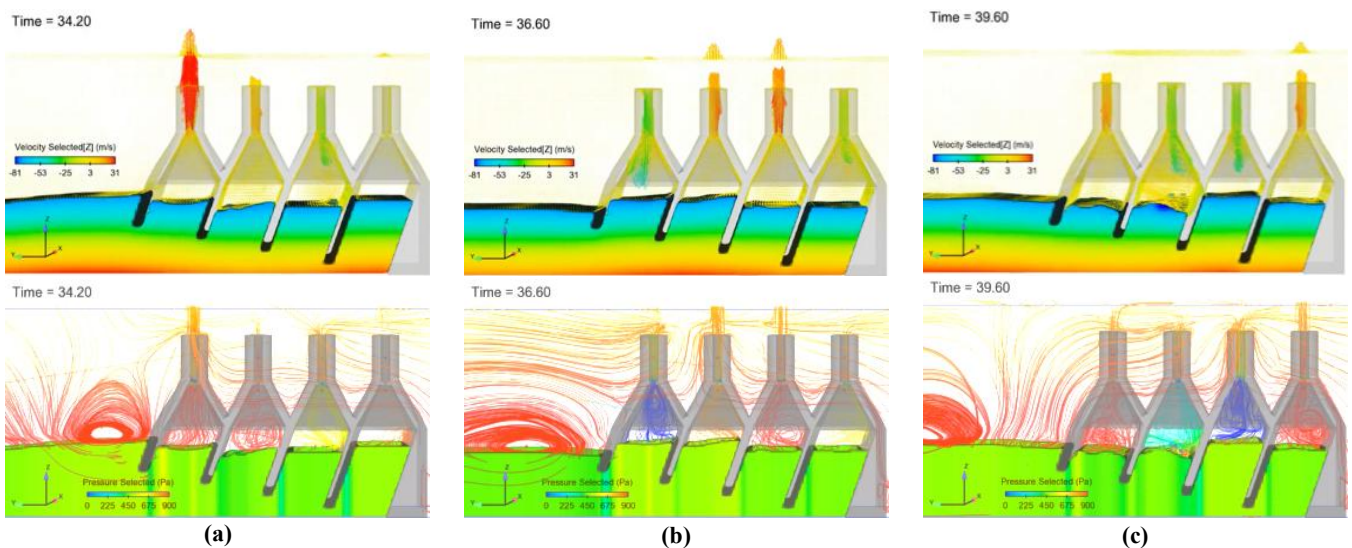 Time = 34.20
Velocity Selected[Z] (m/s)
-81 -53 -25 3 31
Z
Y X
Time = 36.60
Velocity Selected[Z] (m/s)
-81 -53 -25 3 31
Z
Y X
Time = 39.60
Velocity Selected[Z] (m/s)
-81 -53 -25 3 31
Z
Y X
Time = 34.20
Pressure Selected (Pa)
0 225 450 675 900
Z
Y X
Time = 36.60
Pressure Selected (Pa)
0 225 450 675 900
Z
Y X
Time = 39.60
Pressure Selected (Pa)
0 225 450 675 900
Z
Y X
(a)
(b)
(c)